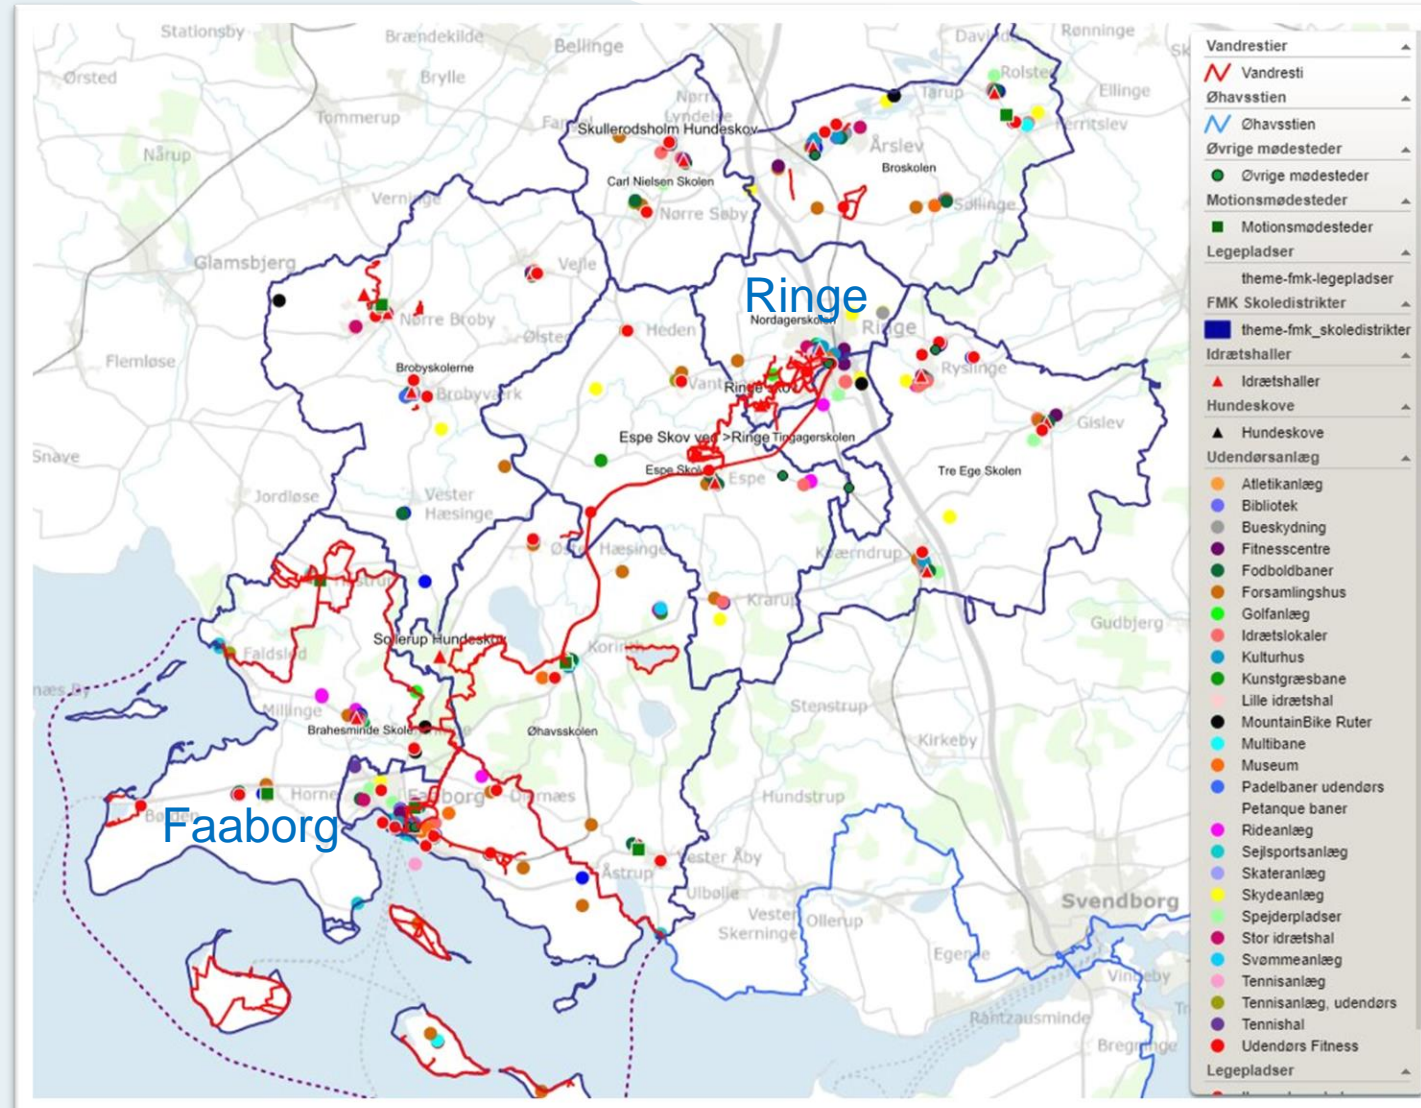 Stationsby
Brændekilde
Bellinge
Rønninge
Ørsted
Brylle
Rolsted
Tommerup
Tarup
Ellinge
Nørre
Lyndelse
Ferritslev
Skullerodsholm Hundeskov
Årslev
Nårup
Broskolen
Carl Nielsen Skolen
Nørre Søby
Søllinge
Verninge
Glamsbjerg
Vejle
Ringe
Nørre Broby
Nordagerskolen
Ringe
Heden
Ølsted
Flemløse
Brobyskolerne
Ryslinge
Brobyværk
Gislev
Espe Skov ved >Ringe
Tingagerskolen
Snave
Espe Skole
Espe
Tre Ege Skolen
Jordløse
Vester
Hæsinge
Øster Hæsinge
Kværndrup
Krarup
Gudbjerg
Sollerup Hundeskov
Korinth
Faldsled
Millinge
Stenstrup
Brahesminde Skole
Øhavsskolen
Kirkeby
Horne
Faaborg
Diernæs
Hundstrup
Faaborg
Vester Åby
Åstrup
Ulbølle
Svendborg
Vester
Skerninge
Ollerup
Egense
Vindeby
Rantzausminde
Bregninge
Vandrestier
Vandresti
Øhavsstien
Øhavsstien
Øvrige mødesteder
Øvrige mødesteder
Motionsmødesteder
Motionsmødesteder
Legepladser
theme-fmk-legepladser
FMK Skoledistrikter
theme-fmk_skoledistrikter
Idrætshaller
Idrætshaller
Hundeskove
Hundeskove
Udendørsanlæg
Atletikanlæg
Bibliotek
Bueskydning
Fitnesscentre
Fodboldbaner
Forsamlingshus
Golfanlæg
Idrætslokaler
Kulturhus
Kunstgræsbane
Lille idrætshal
MountainBike Ruter
Multibane
Museum
Padelbaner udendørs
Petanque baner
Rideanlæg
Sejlsportsanlæg
Skateranlæg
Skydeanlæg
Spejderpladser
Stor idrætshal
Svømmeanlæg
Tennisanlæg
Tennisanlæg, udendørs
Tennishal
Udendørs Fitness
Legepladser